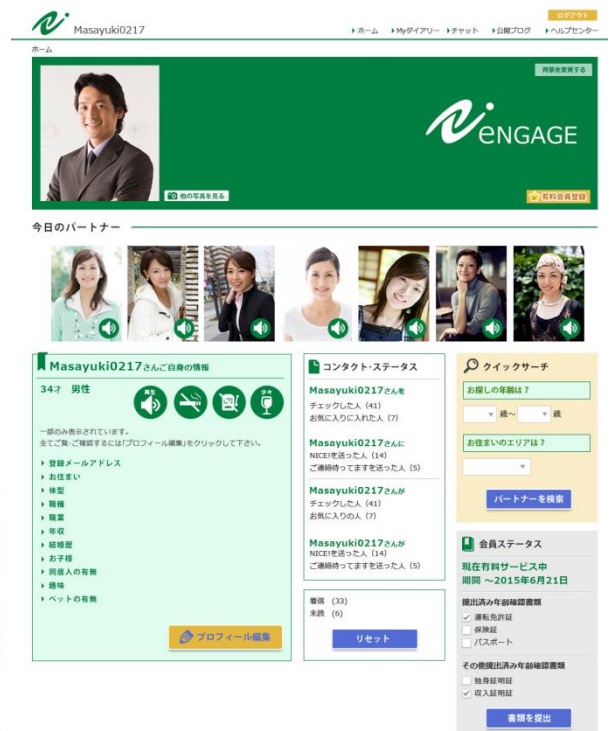 ログアウト
Masayuki0217
ホーム Myダイアリー チャット 公開ブログ ヘルプセンター
ホーム
背景を変更する
ENGAGE
他の写真を見る
有料会員登録
今日のパートナー
Masayuki0217さんご自身の情報
34才 男性
再生
少々
一部のみ表示されています。
全てご覧・ご確認するには「プロフィール編集」をクリックして下さい。
登録メールアドレス
お住まい
体型
職種
職業
年収
結婚歴
お子様
同居人の有無
趣味
ペットの有無
プロフィール編集
コンタクト・ステータス
Masayuki0217さんを
チェックした人 (41)
お気に入りに入れた人 (7)
Masayuki0217さんに
NICE!を送った人 (14)
ご連絡待ってますを送った人 (5)
Masayuki0217さんが
チェックした人 (41)
お気に入りの人 (7)
Masayuki0217さんが
NICE!を送った人 (14)
ご連絡待ってますを送った人 (5)
着信 (33)
未読 (6)
リセット
クイックサーチ
お探しの年齢は？
歳～ 歳
お住まいのエリアは？
パートナーを検索
会員ステータス
現在有料サービス中
期間 ～2015年6月21日
提出済み年齢確認書類
運転免許証
保険証
パスポート
その他提出済み年齢確認書類
独身証明証
収入証明証
書類を提出